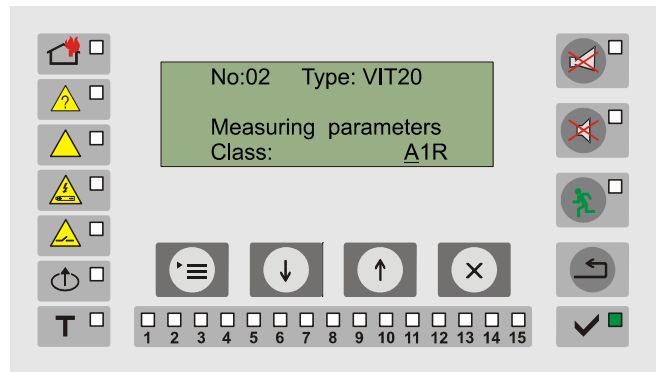 No:02 Type: VIT20
Measuring parameters
Class: A1R
?
T
1 2 3 4 5 6 7 8 9 10 11 12 13 14 15